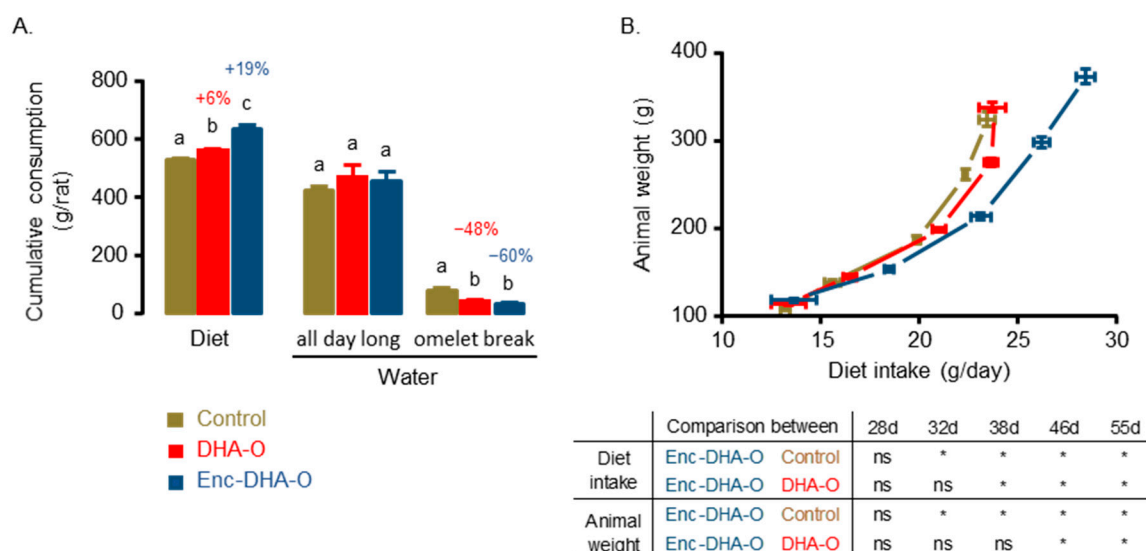 A.
Cumulative consumption
(g/rat)
800
600
400
200
0
+6%
+19%
a
b
c
a
a
a
−48%
−60%
a
b
b
Diet
all day long
omelet break
Water
Control
DHA-O
Enc-DHA-O
B.
Animal weight (g)
400
300
200
100
10 15 20 25 30
Diet intake (g/day)
Comparison between 28d 32d 38d 46d 55d
Diet intake Enc-DHA-O Control ns * * * *
Enc-DHA-O DHA-O ns ns * * *
Animal weight Enc-DHA-O Control ns * * * *
Enc-DHA-O DHA-O ns ns ns * *